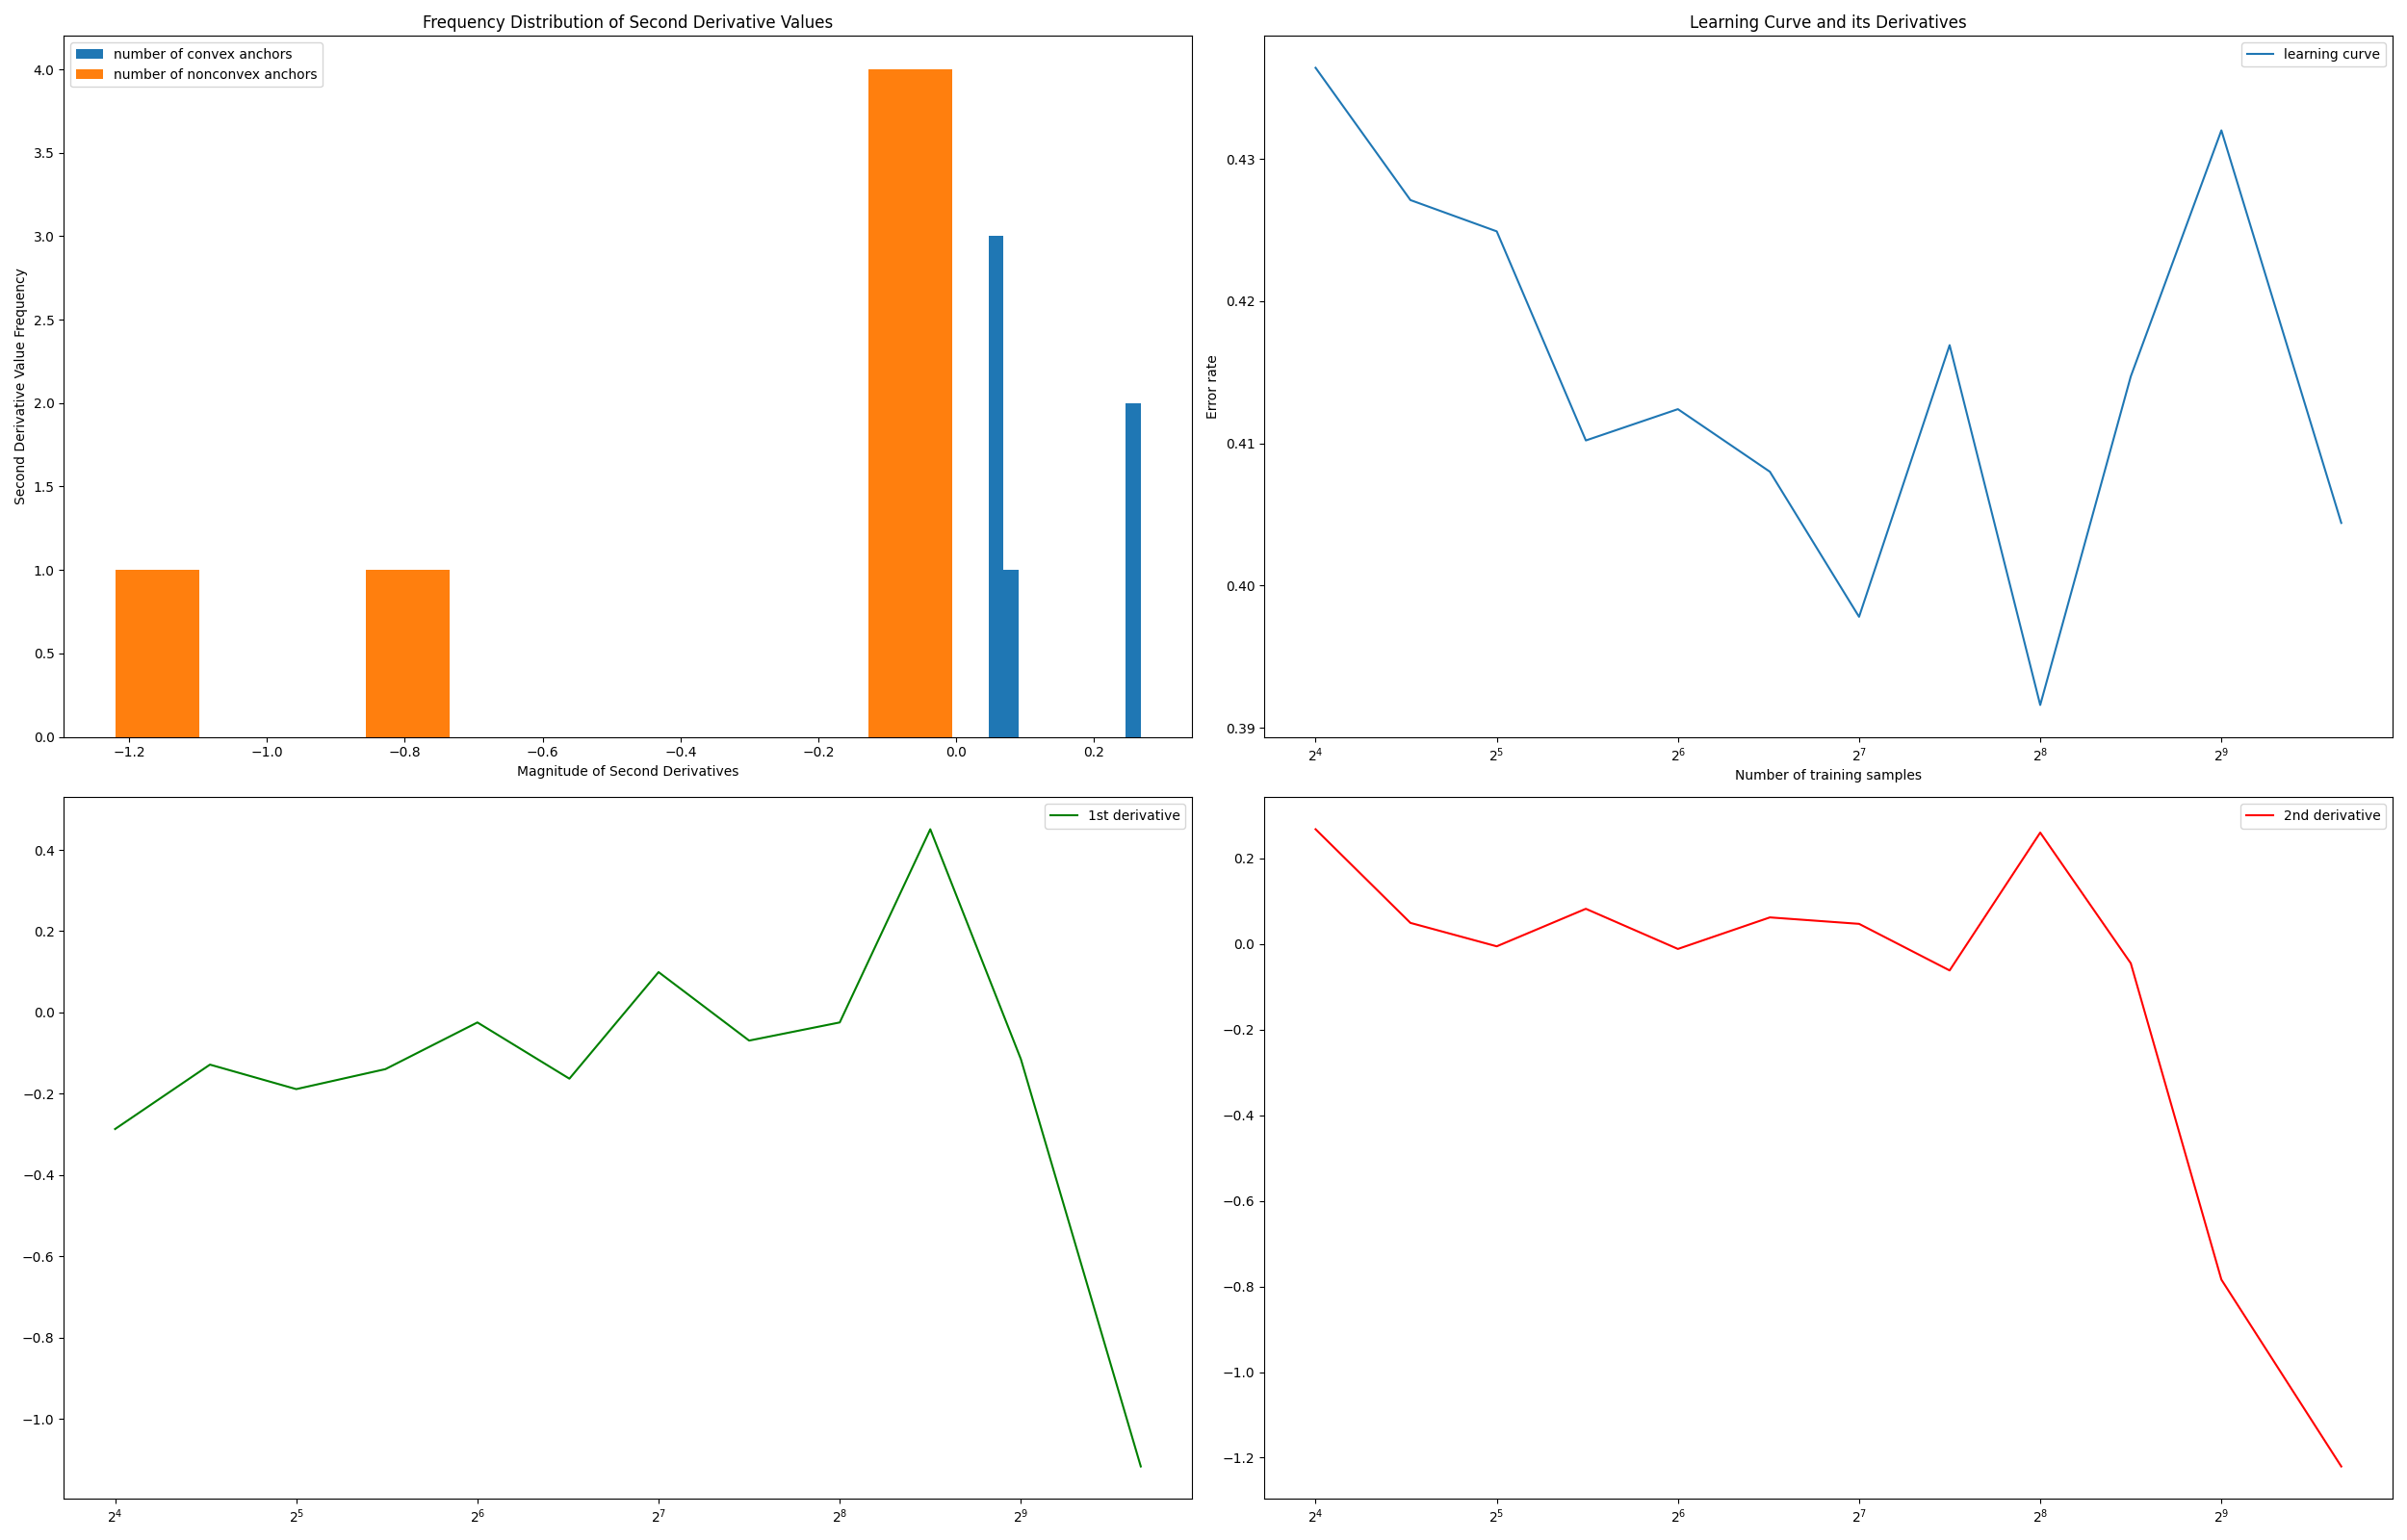 Frequency Distribution of Second Derivative Values
number of convex anchors
number of nonconvex anchors
Second Derivative Value Frequency
4.0
3.5
3.0
2.5
2.0
1.5
1.0
0.5
0.0
−1.2 −1.0 −0.8 −0.6 −0.4 −0.2 0.0 0.2
Magnitude of Second Derivatives
Learning Curve and its Derivatives
learning curve
Error rate
0.43
0.42
0.41
0.40
0.39
2⁴ 2⁵ 2⁶ 2⁷ 2⁸ 2⁹
Number of training samples
1st derivative
0.4
0.2
0.0
−0.2
−0.4
−0.6
−0.8
−1.0
2⁴ 2⁵ 2⁶ 2⁷ 2⁸ 2⁹
2nd derivative
0.2
0.0
−0.2
−0.4
−0.6
−0.8
−1.0
−1.2
2⁴ 2⁵ 2⁶ 2⁷ 2⁸ 2⁹